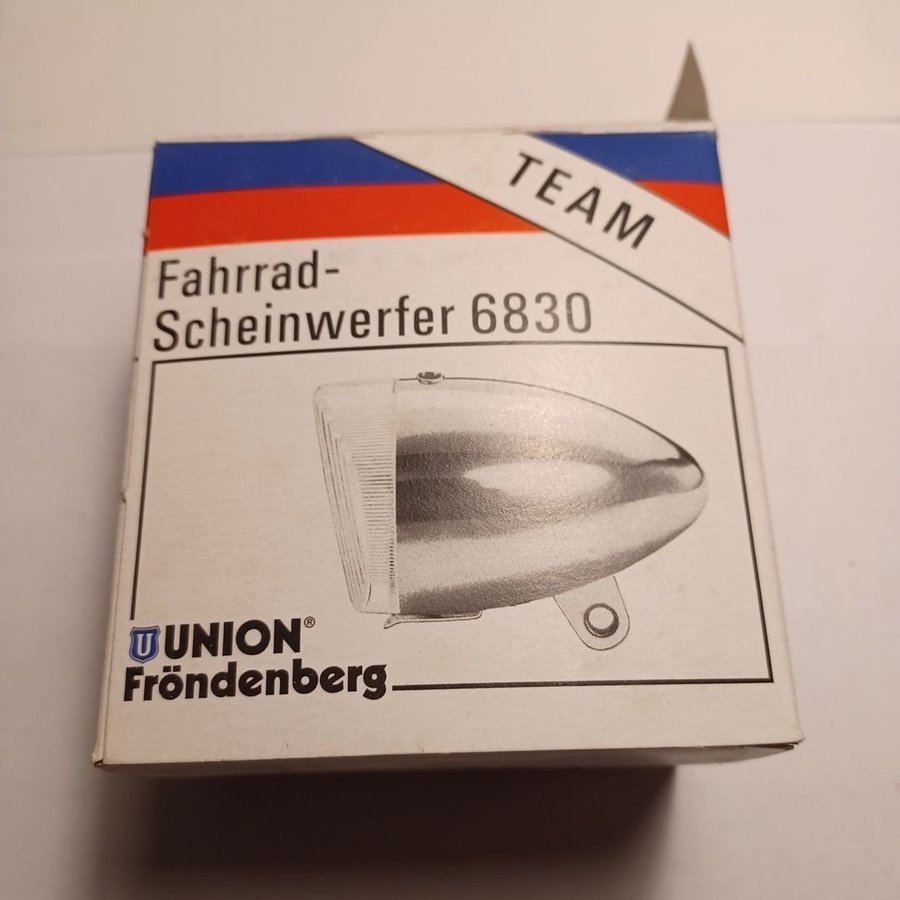 TEAM
Fahrrad-
Scheinwerfer 6830
U UNION®
Fröndenberg